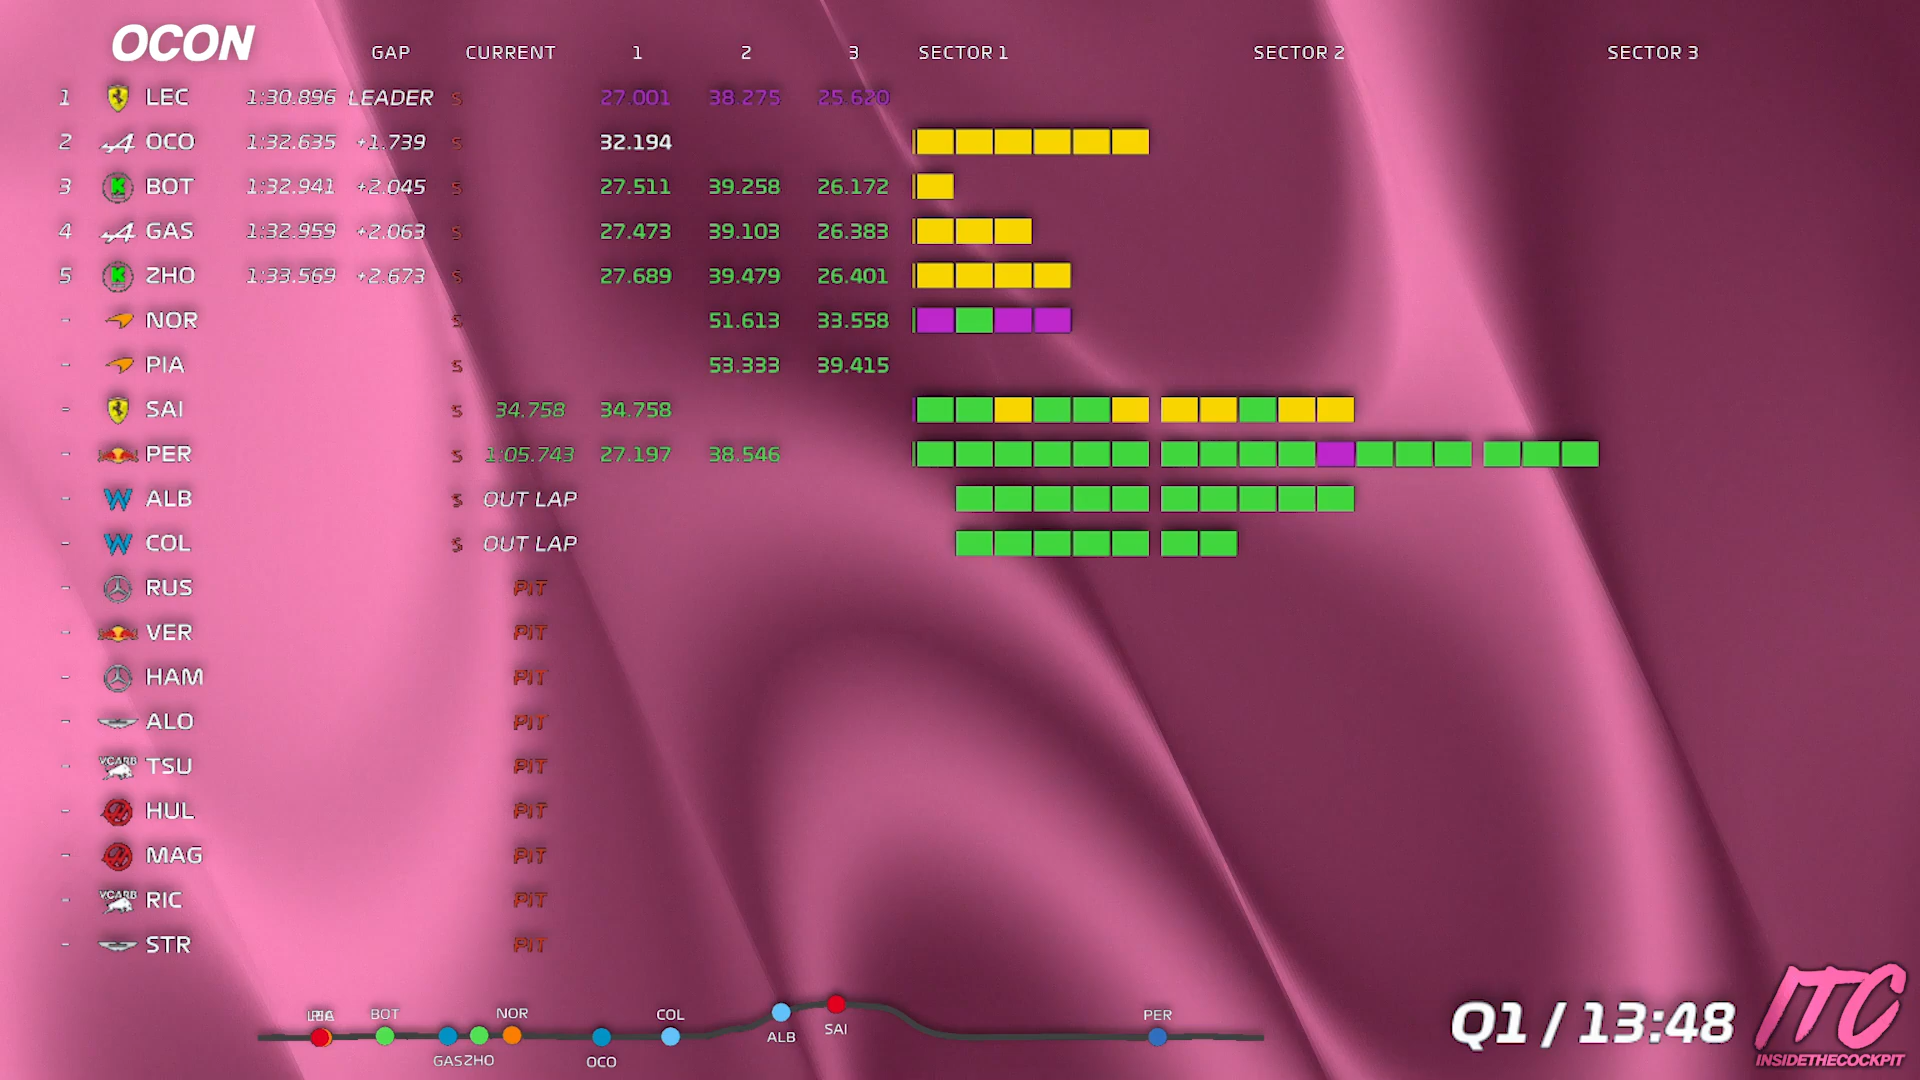 OCON GAP CURRENT 1 2 3 SECTOR 1 SECTOR 2 SECTOR 3
1 LEC 1:30.896 LEADER S 27.001 38.275 25.620
2 OCO 1:32.635 +1.739 S 32.194
3 BOT 1:32.941 +2.045 S 27.511 39.258 26.172
4 GAS 1:32.959 +2.063 S 27.473 39.103 26.383
5 ZHO 1:33.569 +2.673 S 27.689 39.479 26.401
- NOR S 51.613 33.558
- PIA S 53.333 39.415
- SAI S 34.758 34.758
- PER S 1:05.743 27.197 38.546
- ALB S OUT LAP
- COL S OUT LAP
- RUS PIT
- VER PIT
- HAM PIT
- ALO PIT
- VCARB TSU PIT
- HUL PIT
- MAG PIT
- VCARB RIC PIT
- STR PIT
PIA BOT NOR COL PER
GAS ZHO OCO ALB SAI
Q1 / 13:48
ITC
INSIDETHECOCKPIT